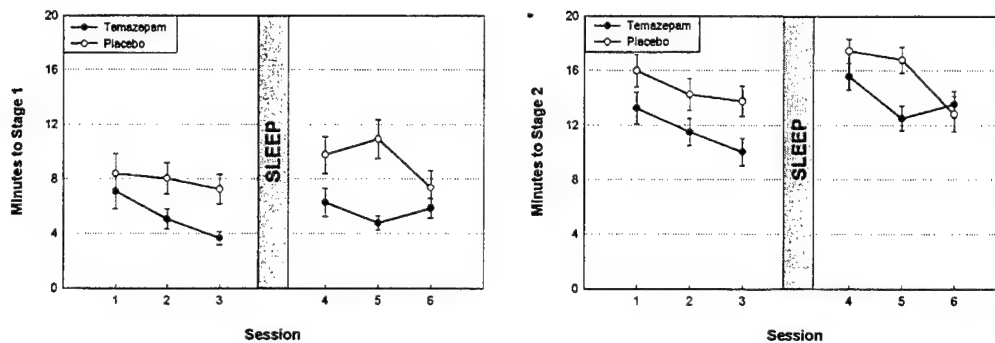 20
16
12
8
4
0
Minutes to Stage 1
Temazepam
Placebo
SLEEP
1 2 3 4 5 6
Session
20
16
12
8
4
0
Minutes to Stage 2
Temazepam
Placebo
SLEEP
1 2 3 4 5 6
Session